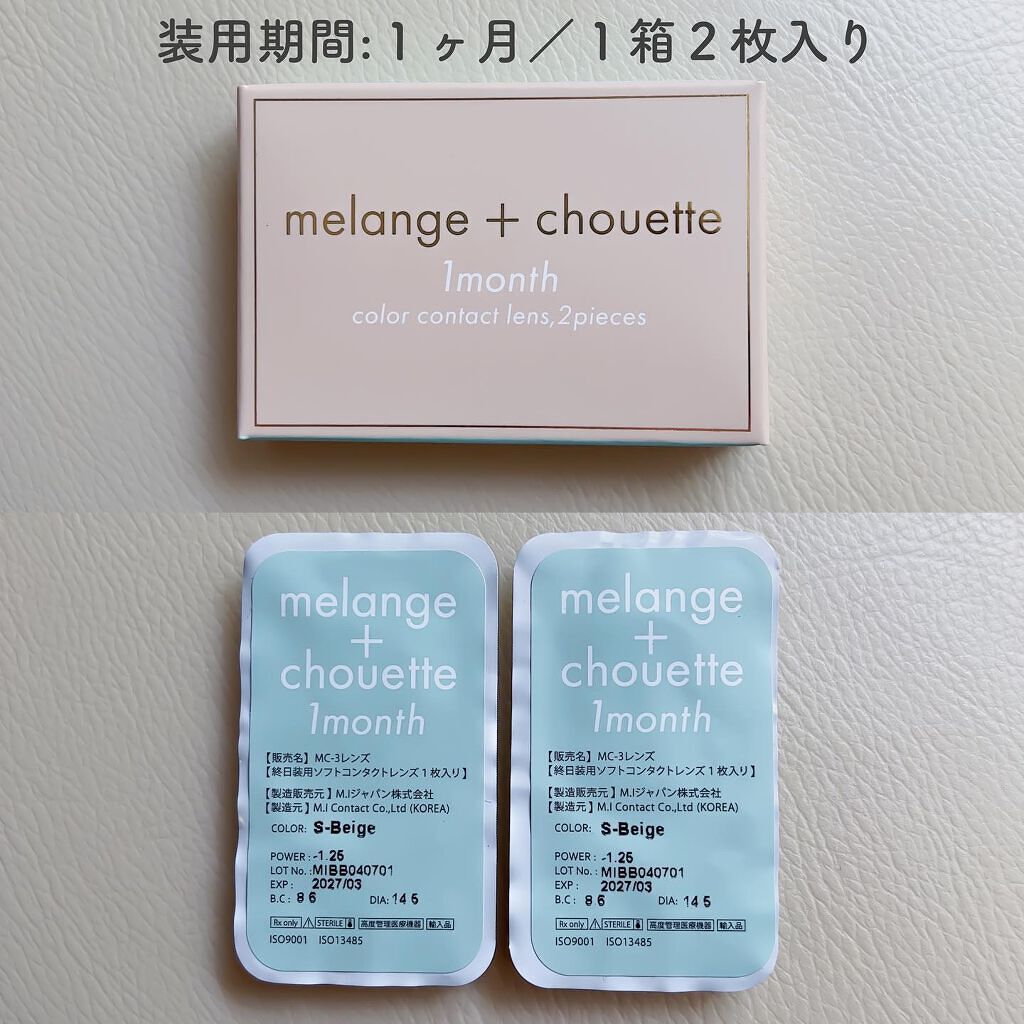 装用期間:１ヶ月／１箱２枚入り
melange + chouette
1month
color contact lens,2pieces
melange
+
chouette
1month
【販売名】MC-3レンズ
【終日装用ソフトコンタクトレンズ１枚入り】
【製造販売元】M.Iジャパン株式会社
【製造元】M.I Contact Co.,Ltd (KOREA)
COLOR: S-Beige
POWER : -1.25
LOT No. : MIBB040701
EXP : 2027/03
B.C : 8 6 DIA: 14 5
Rx only STERILE 高度管理医療機器 輸入品
ISO9001 ISO13485
melange
+
chouette
1month
【販売名】MC-3レンズ
【終日装用ソフトコンタクトレンズ１枚入り】
【製造販売元】M.Iジャパン株式会社
【製造元】M.I Contact Co.,Ltd (KOREA)
COLOR: S-Beige
POWER : -1.25
LOT No. : MIBB040701
EXP : 2027/03
B.C : 8 6 DIA: 14 5
Rx only STERILE 高度管理医療機器 輸入品
ISO9001 ISO13485